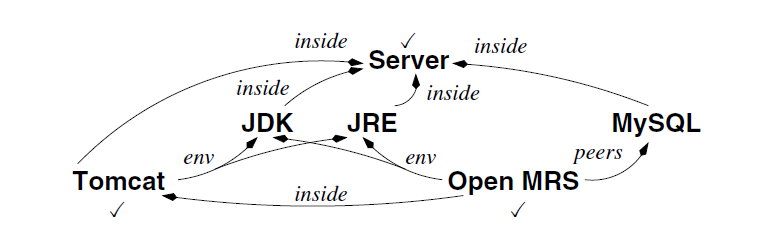 inside
✓
Server
inside
inside
inside
JDK
JRE
MySQL
env
env
peers
Tomcat
inside
Open MRS
✓
✓